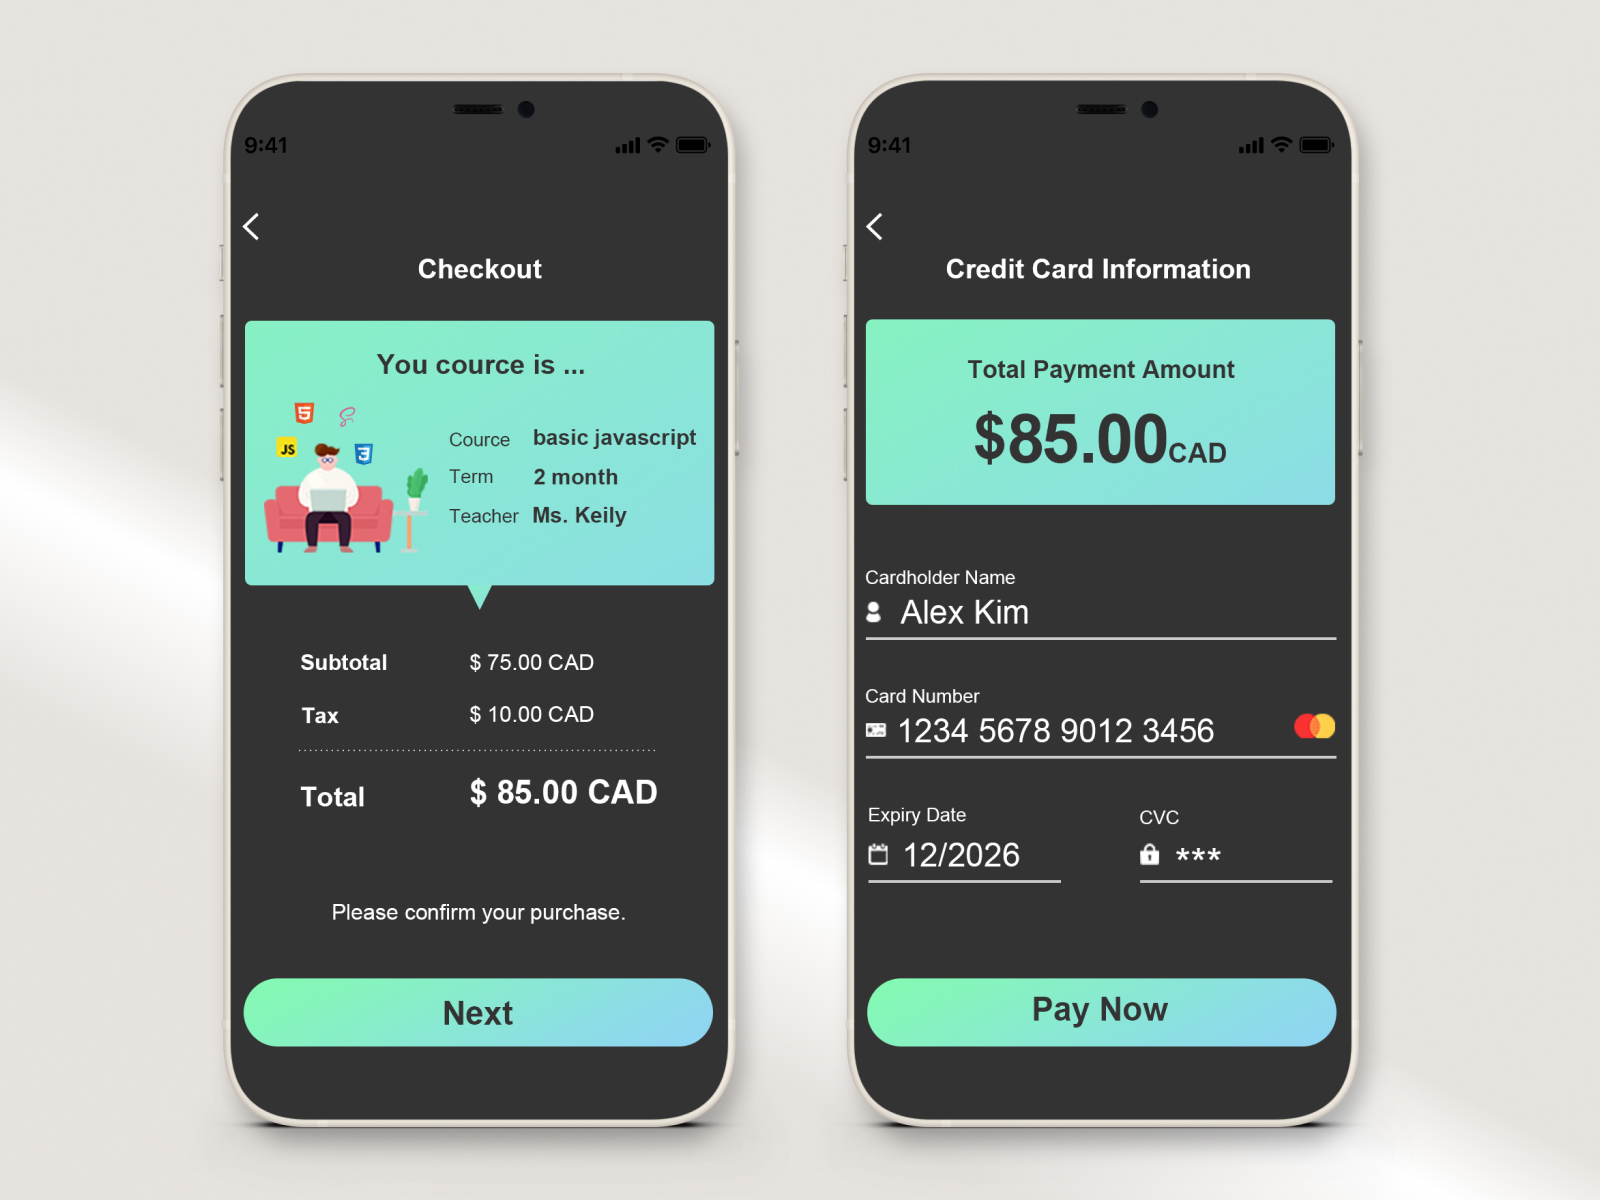 9:41
Checkout
You cource is ...
5
JS
3
Cource basic javascript
Term 2 month
Teacher Ms. Keily
Subtotal $ 75.00 CAD
Tax $ 10.00 CAD
Total $ 85.00 CAD
Please confirm your purchase.
Next
9:41
Credit Card Information
Total Payment Amount
$85.00CAD
Cardholder Name
Alex Kim
Card Number
1234 5678 9012 3456
Expiry Date CVC
12/2026 ***
Pay Now